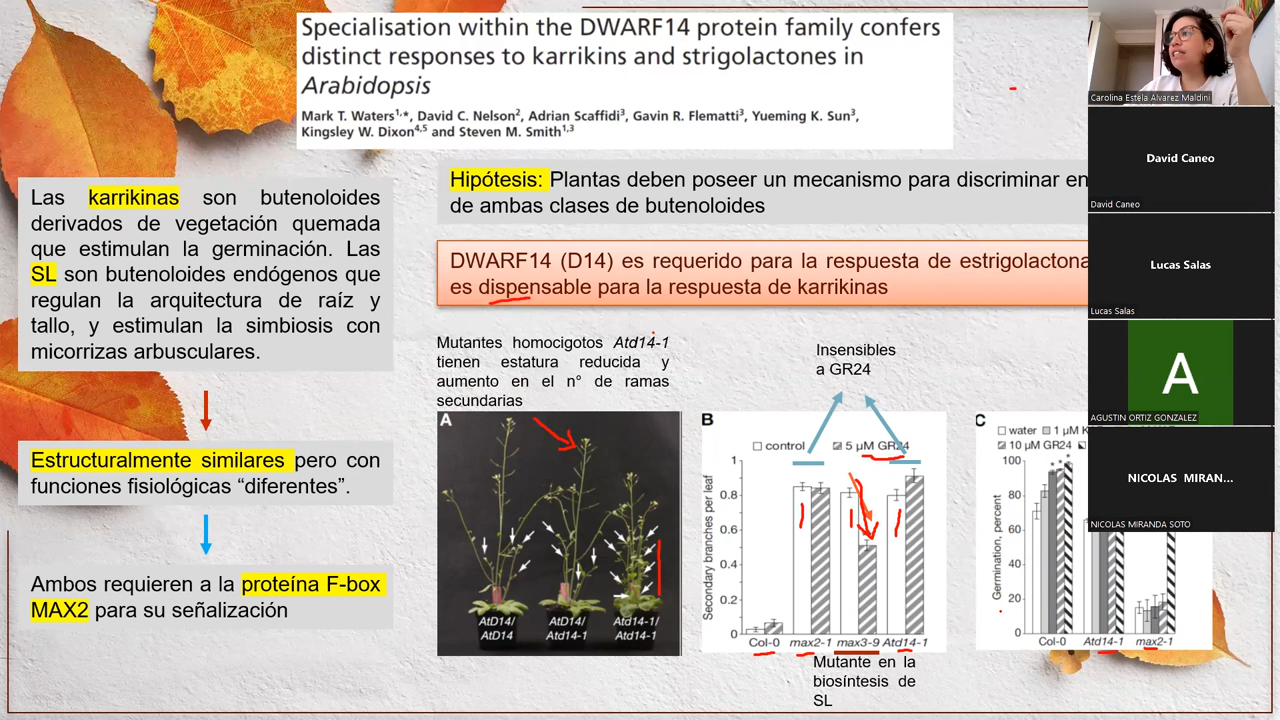 Specialisation within the DWARF14 protein family confers
distinct responses to karrikins and strigolactones in
Arabidopsis
Mark T. Waters1,*, David C. Nelson2, Adrian Scaffidi3, Gavin R. Flematti3, Yueming K. Sun3,
Kingsley W. Dixon4,5 and Steven M. Smith1,3
Las karrikinas son butenoloides
derivados de vegetación quemada
que estimulan la germinación. Las
SL son butenoloides endógenos que
regulan la arquitectura de raíz y
tallo, y estimulan la simbiosis con
micorrizas arbusculares.
Estructuralmente similares pero con
funciones fisiológicas “diferentes”.
Ambos requieren a la proteína F-box
MAX2 para su señalización
Hipótesis: Plantas deben poseer un mecanismo para discriminar en
de ambas clases de butenoloides
DWARF14 (D14) es requerido para la respuesta de estrigolactona
es dispensable para la respuesta de karrikinas
Mutantes homocigotos Atd14-1
tienen estatura reducida y
aumento en el n° de ramas
secundarias
A
AtD14/
AtD14
AtD14/
Atd14-1
Atd14-1/
Atd14-1
Insensibles
a GR24
B
control
5 µM GR24
Secondary branches per leaf
1
0.8
0.6
0.4
0.2
0
Col-0
max2-1
max3-9
Atd14-1
Mutante en la
biosíntesis de
SL
C
water
1 µM K
10 µM GR24
Germination, percent
100
80
60
40
20
0
* * *
Col-0
Atd14-1
max2-1
Carolina Estela Alvarez Maldini
David Caneo
David Caneo
Lucas Salas
Lucas Salas
A
AGUSTIN ORTIZ GONZALEZ
NICOLAS MIRAN...
NICOLAS MIRANDA SOTO